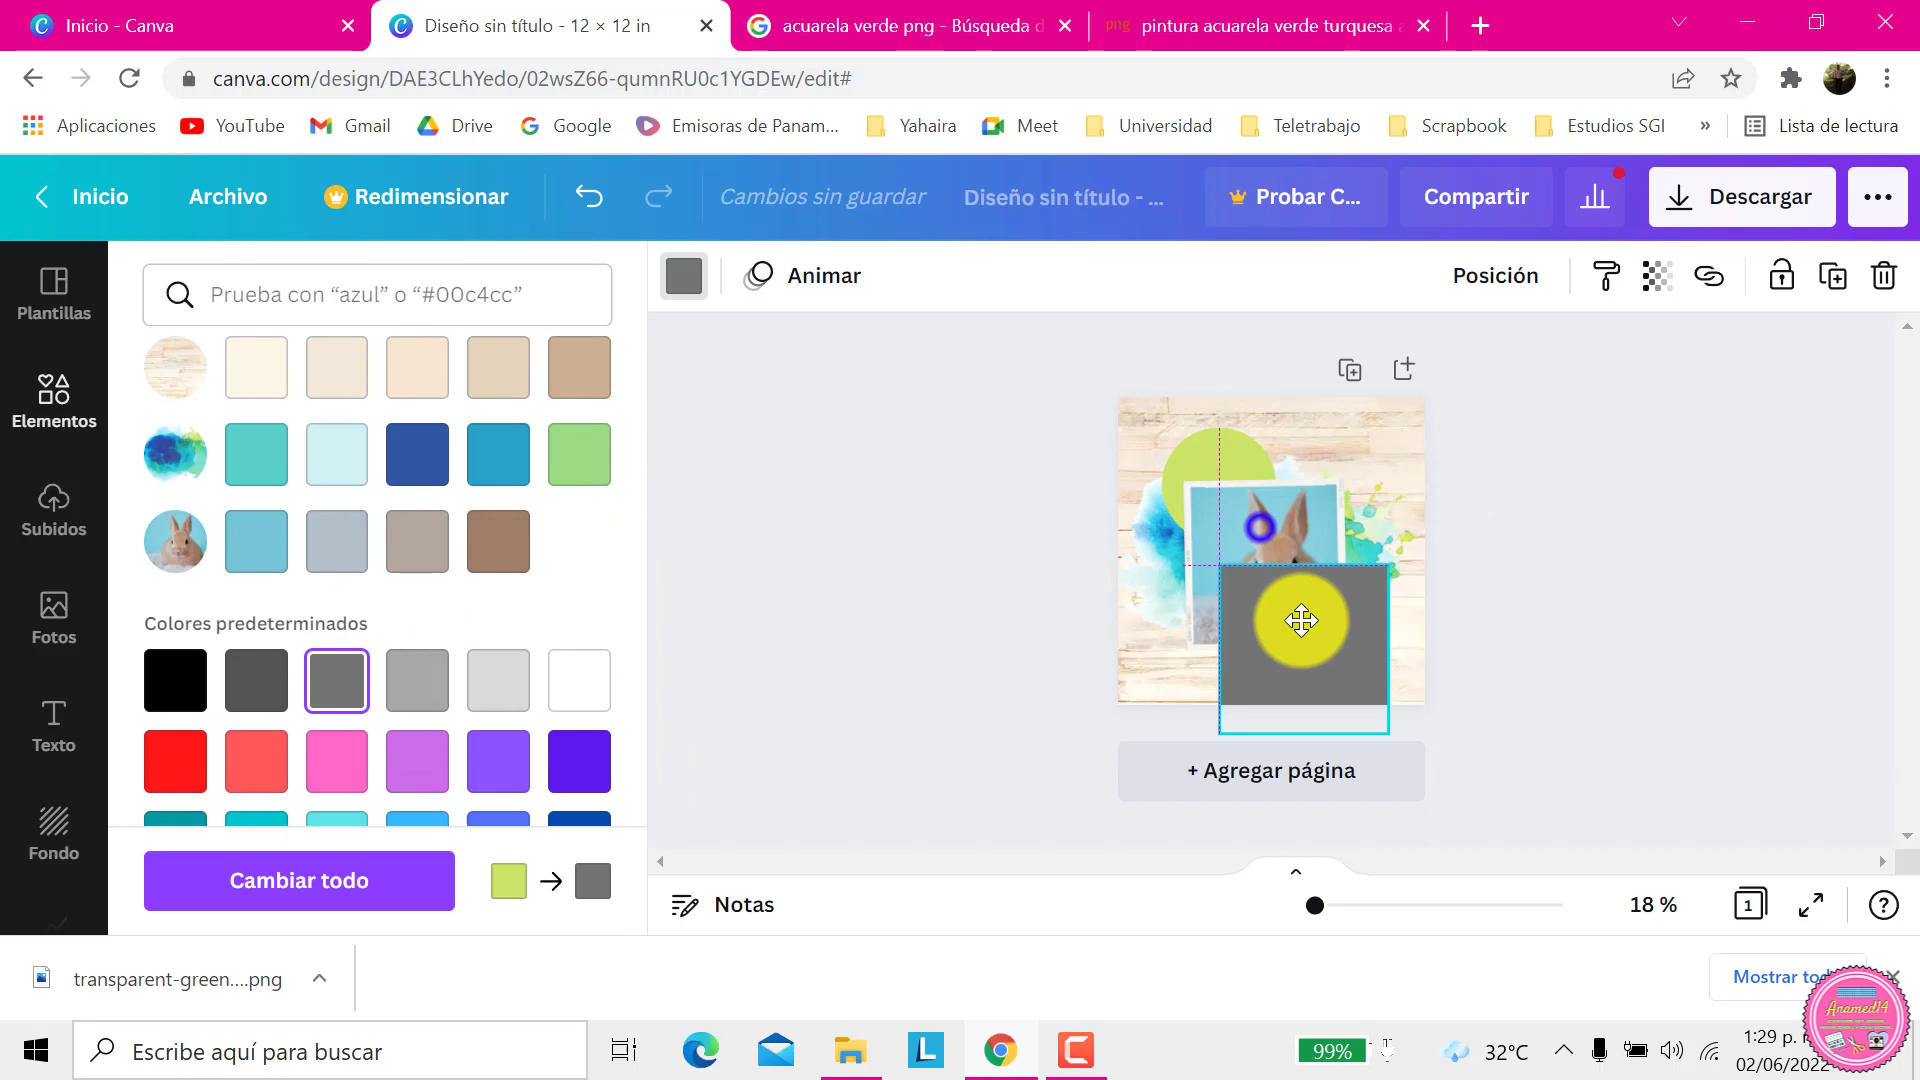 Inicio - Canva
Diseño sin título - 12 × 12 in
acuarela verde png - Búsqueda d
png
pintura acuarela verde turquesa a
canva.com/design/DAE3CLhYedo/02wsZ66-qumnRU0c1YGDEw/edit#
Aplicaciones
YouTube
Gmail
Drive
Google
Emisoras de Panam...
Yahaira
Meet
Universidad
Teletrabajo
Scrapbook
Estudios SGI
»
Lista de lectura
Inicio
Archivo
Redimensionar
Cambios sin guardar
Diseño sin título - ...
Probar C...
Compartir
Descargar
Plantillas
Elementos
Subidos
Fotos
Texto
Fondo
Prueba con “azul” o “#00c4cc”
Colores predeterminados
Cambiar todo
Animar
Posición
+ Agregar página
Notas
18 %
1
transparent-green....png
Mostrar to
Escribe aquí para buscar
99%
32°C
1:29 p.
02/06/2022
Anamed14